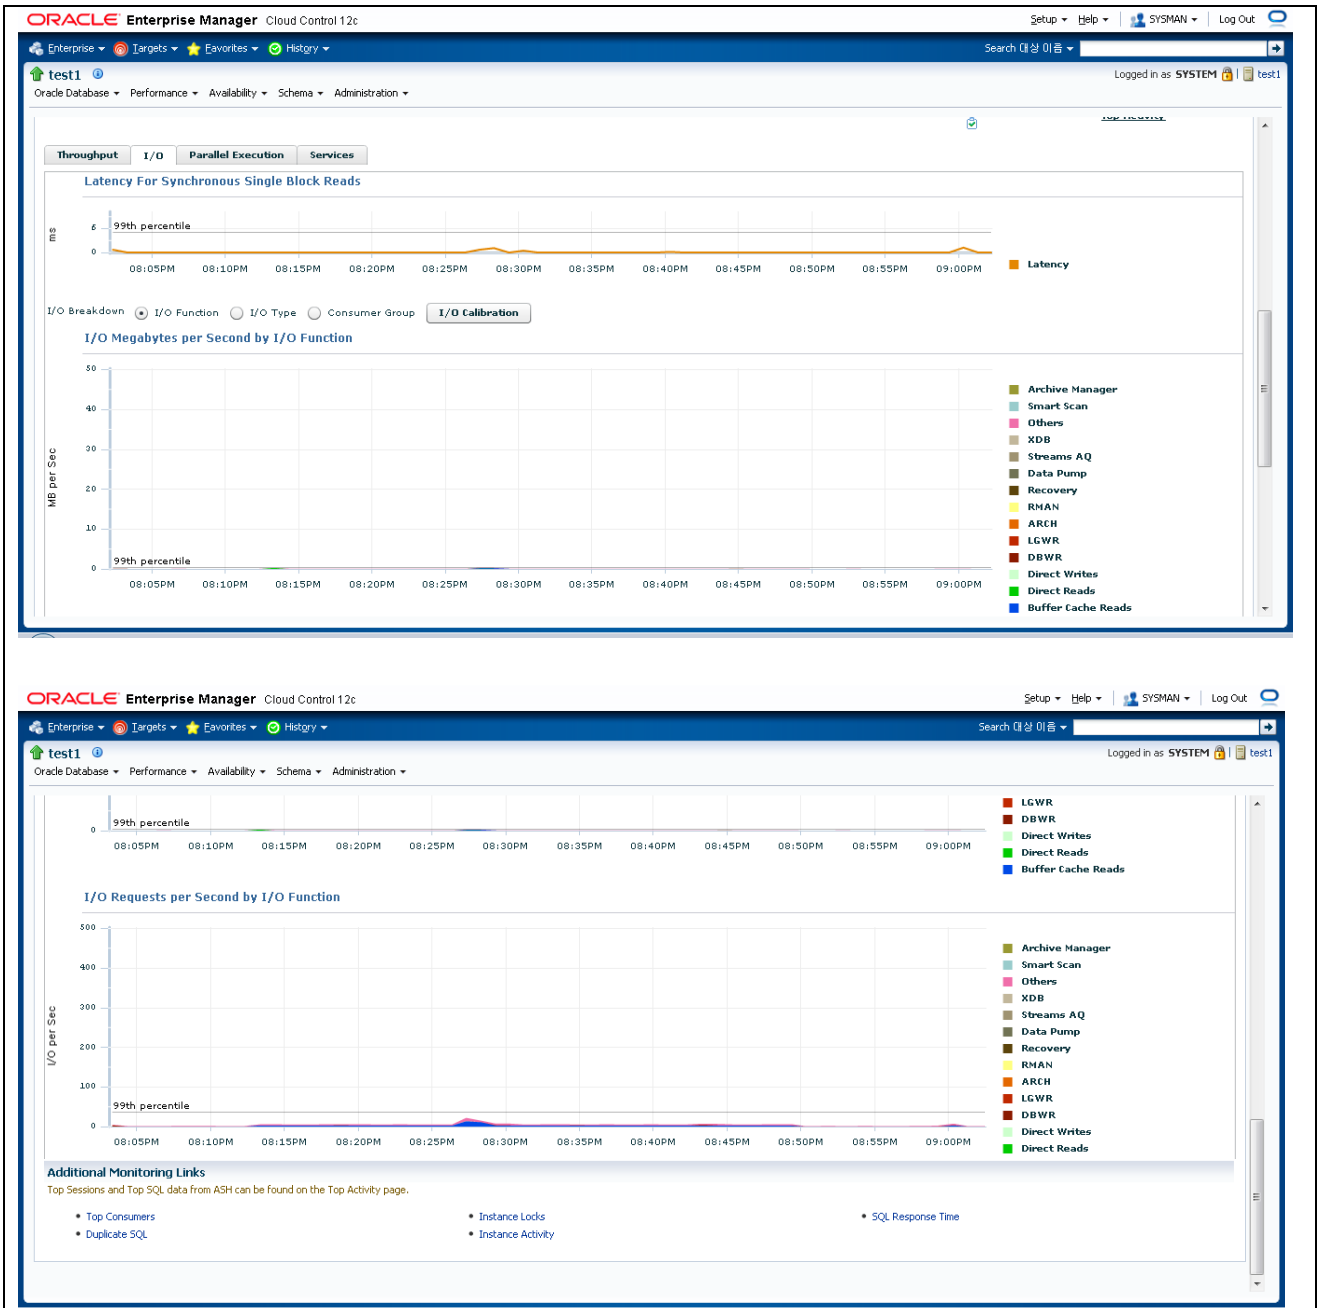 ORACLE Enterprise Manager Cloud Control 12c Setup Help SYSMAN Log Out
Enterprise Targets Favorites History Search 대상 이름
test1 Logged in as SYSTEM test1
Oracle Database Performance Availability Schema Administration
Top Activity
Throughput I/O Parallel Execution Services
Latency For Synchronous Single Block Reads
ms
6
99th percentile
0
08:05PM 08:10PM 08:15PM 08:20PM 08:25PM 08:30PM 08:35PM 08:40PM 08:45PM 08:50PM 08:55PM 09:00PM
Latency
I/O Breakdown I/O Function I/O Type Consumer Group I/O Calibration
I/O Megabytes per Second by I/O Function
MB per Sec
50
40
30
20
10
99th percentile
0
08:05PM 08:10PM 08:15PM 08:20PM 08:25PM 08:30PM 08:35PM 08:40PM 08:45PM 08:50PM 08:55PM 09:00PM
Archive Manager
Smart Scan
Others
XDB
Streams AQ
Data Pump
Recovery
RMAN
ARCH
LGWR
DBWR
Direct Writes
Direct Reads
Buffer Cache Reads
ORACLE Enterprise Manager Cloud Control 12c Setup Help SYSMAN Log Out
Enterprise Targets Favorites History Search 대상 이름
test1 Logged in as SYSTEM test1
Oracle Database Performance Availability Schema Administration
99th percentile
0
08:05PM 08:10PM 08:15PM 08:20PM 08:25PM 08:30PM 08:35PM 08:40PM 08:45PM 08:50PM 08:55PM 09:00PM
LGWR
DBWR
Direct Writes
Direct Reads
Buffer Cache Reads
I/O Requests per Second by I/O Function
I/O per Sec
500
400
300
200
100
99th percentile
0
08:05PM 08:10PM 08:15PM 08:20PM 08:25PM 08:30PM 08:35PM 08:40PM 08:45PM 08:50PM 08:55PM 09:00PM
Archive Manager
Smart Scan
Others
XDB
Streams AQ
Data Pump
Recovery
RMAN
ARCH
LGWR
DBWR
Direct Writes
Direct Reads
Additional Monitoring Links
Top Sessions and Top SQL data from ASH can be found on the Top Activity page.
Top Consumers Instance Locks SQL Response Time
Duplicate SQL Instance Activity